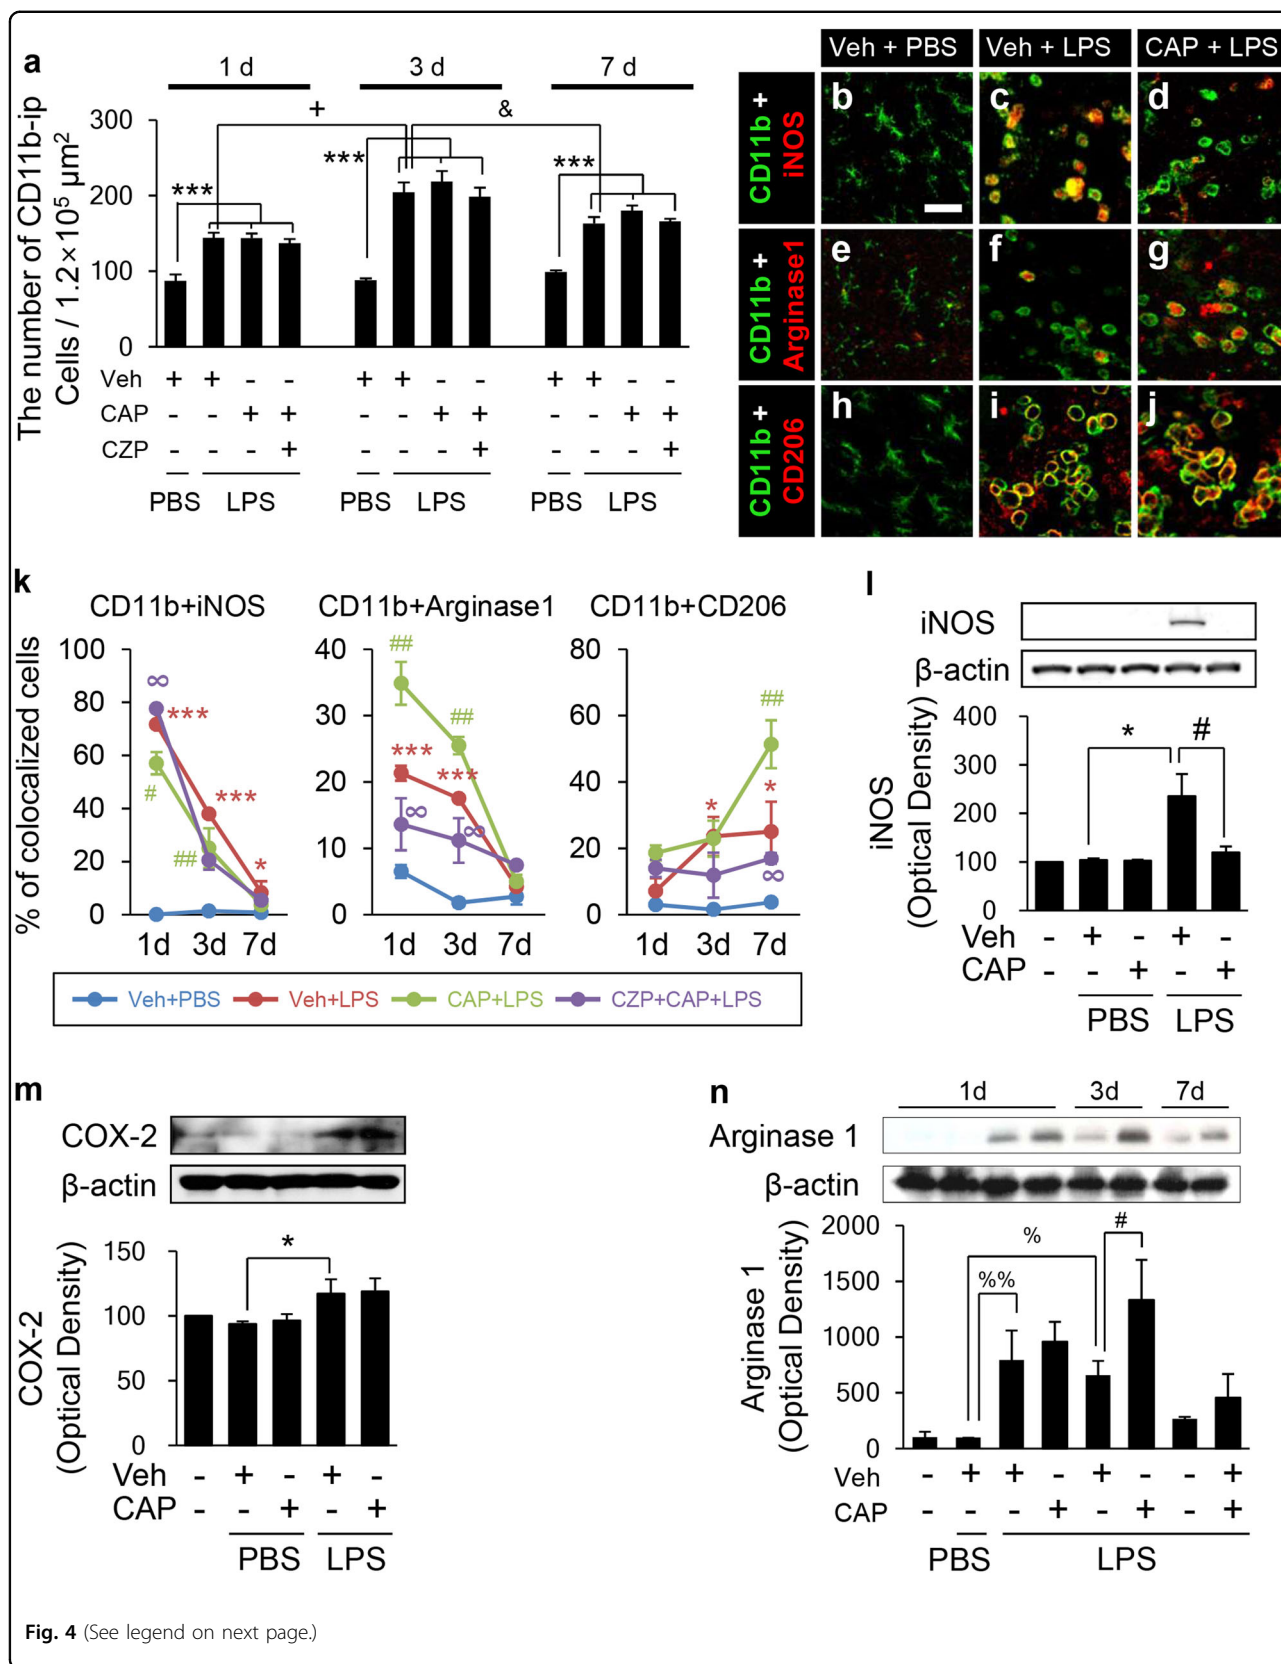 a
1 d 3 d 7 d
The number of CD11b-ip
Cells / 1.2×10⁵ μm²
300
200
100
0
*** + *** & ***
Veh + + - - + + - - + + - -
CAP - - + + - - + + - - + +
CZP - - - + - - - + - - - +
PBS LPS PBS LPS PBS LPS
Veh + PBS Veh + LPS CAP + LPS
CD11b +
iNOS
b c d
CD11b +
Arginase1
e f g
CD11b +
CD206
h i j
k
% of colocalized cells
CD11b+iNOS
100
80
60
40
20
0
∞ *** # *** ## *
1d 3d 7d
CD11b+Arginase1
40
30
20
10
0
## ## *** *** ∞ ∞
1d 3d 7d
CD11b+CD206
80
60
40
20
0
## * * ∞
1d 3d 7d
Veh+PBS Veh+LPS CAP+LPS CZP+CAP+LPS
l
iNOS
β-actin
iNOS
(Optical Density)
400
300
200
100
0
* #
Veh - + - + -
CAP - - + - +
PBS LPS
m
COX-2
β-actin
COX-2
(Optical Density)
150
100
50
0
*
Veh - + - + -
CAP - - + - +
PBS LPS
n
1d 3d 7d
Arginase 1
β-actin
Arginase 1
(Optical Density)
2000
1500
1000
500
0
% %% #
Veh - + + - + - - +
CAP - - - + - + - +
PBS LPS
Fig. 4 (See legend on next page.)